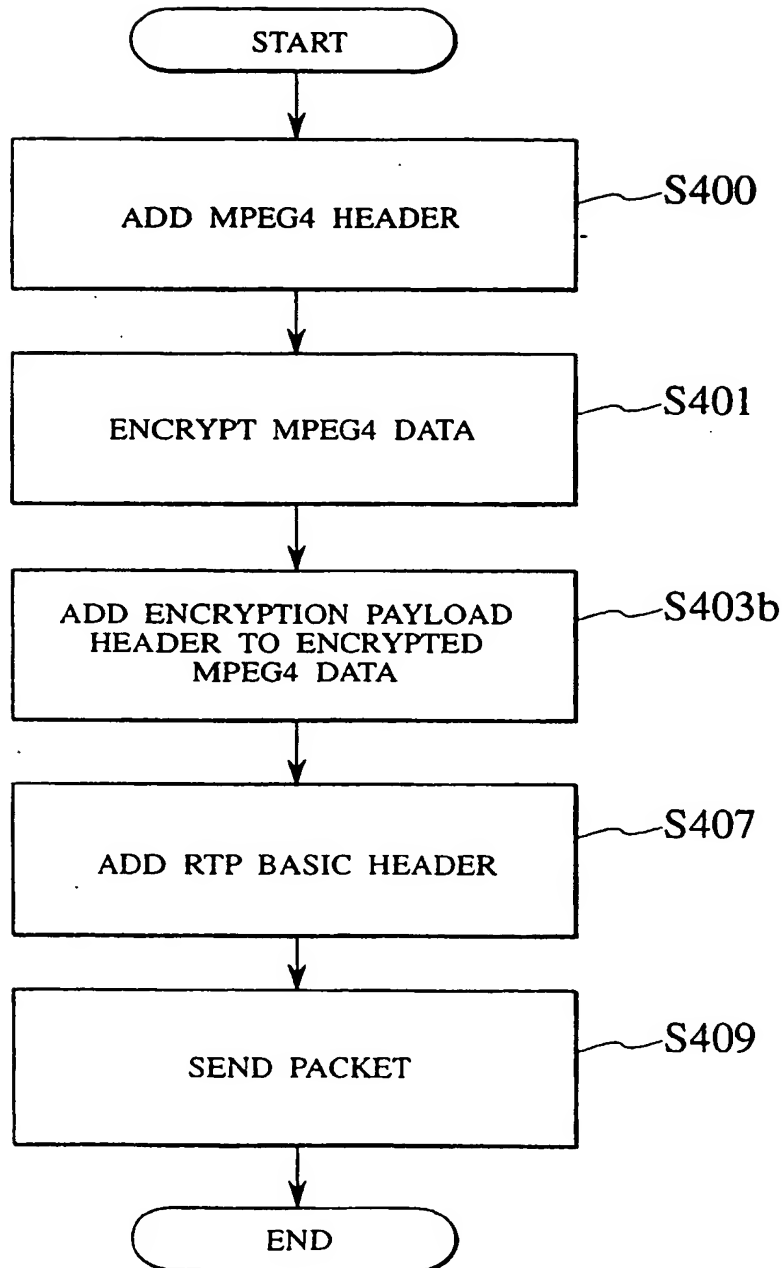 START
ADD MPEG4 HEADER
S400
ENCRYPT MPEG4 DATA
S401
ADD ENCRYPTION PAYLOAD
HEADER TO ENCRYPTED
MPEG4 DATA
S403b
ADD RTP BASIC HEADER
S407
SEND PACKET
S409
END